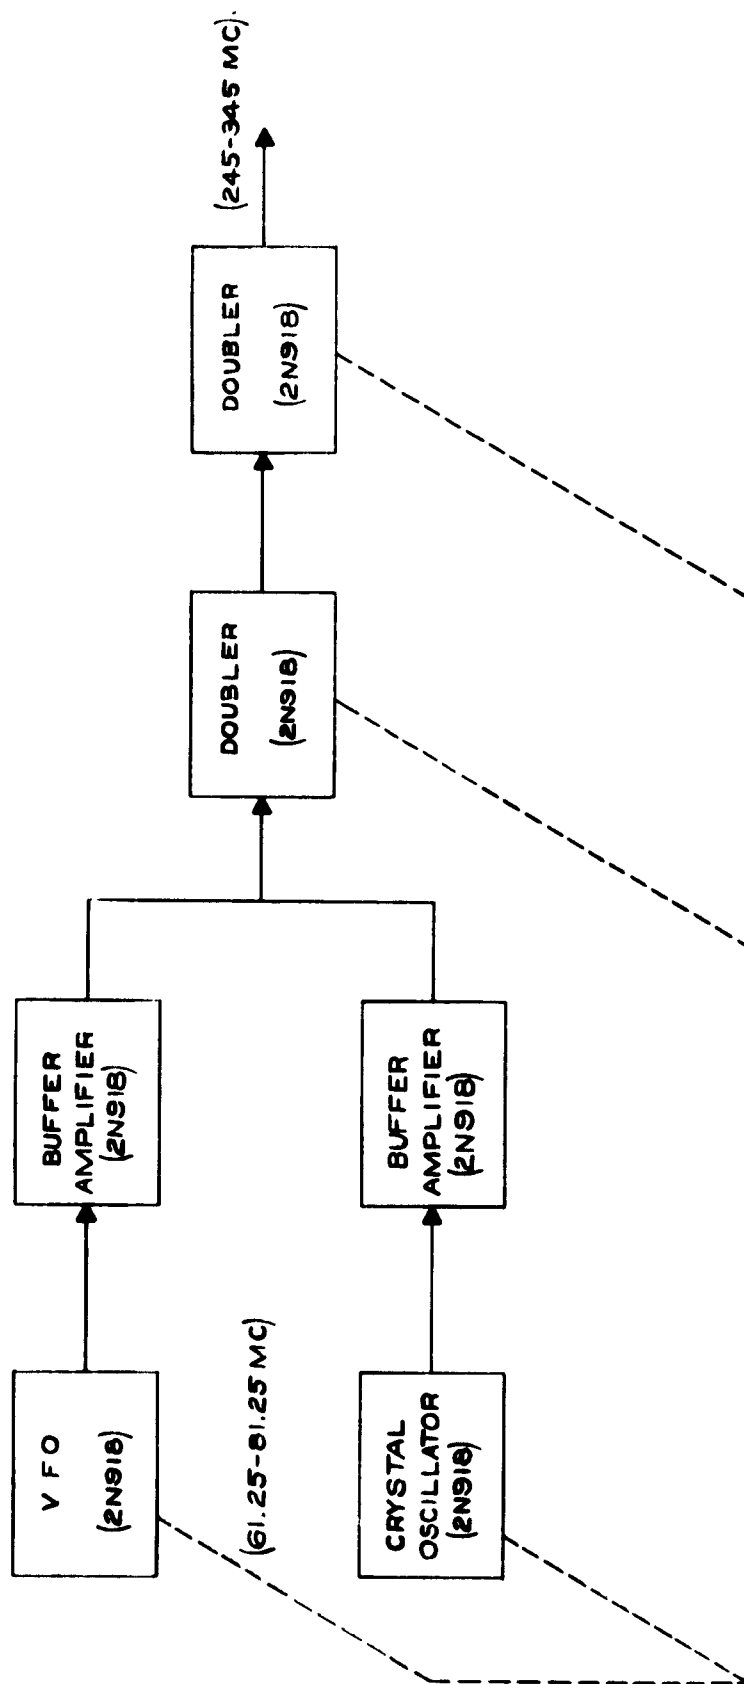 V F O
(2N918)
BUFFER
AMPLIFIER
(2N918)
(61.25-81.25 MC)
CRYSTAL
OSCILLATOR
(2N918)
BUFFER
AMPLIFIER
(2N918)
DOUBLER
(2N918)
DOUBLER
(2N918)
(245-345 MC).